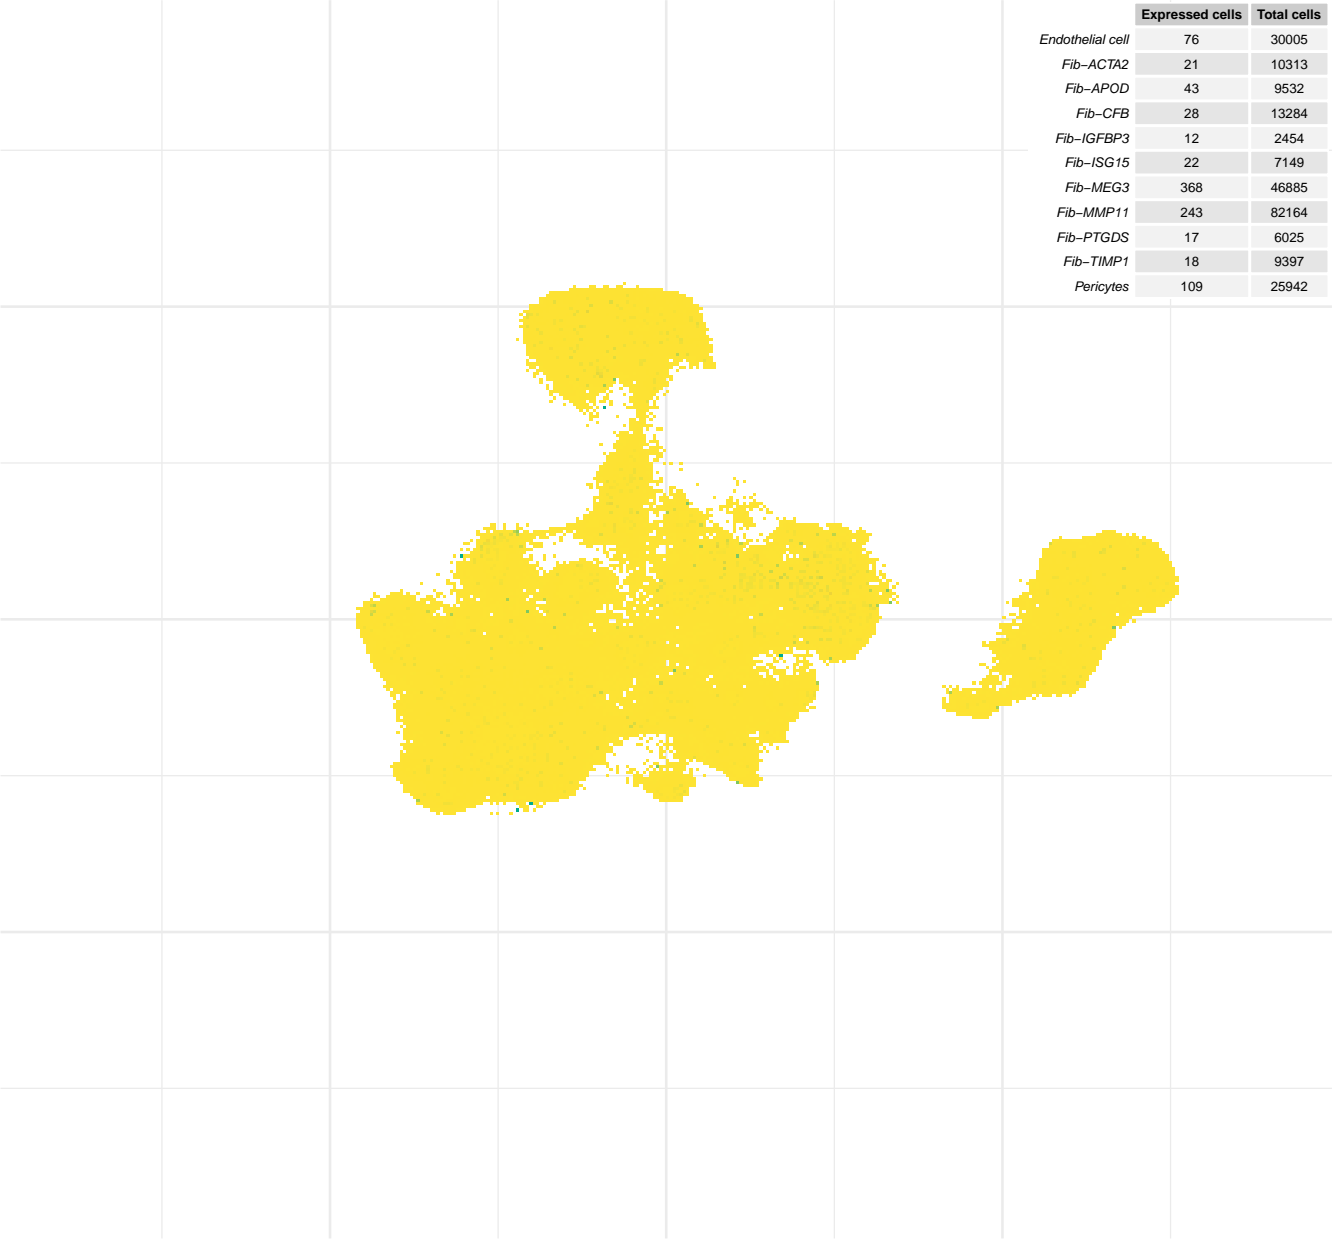 Expressed cells Total cells
Endothelial cell 76 30005
Fib−ACTA2 21 10313
Fib−APOD 43 9532
Fib−CFB 28 13284
Fib−IGFBP3 12 2454
Fib−ISG15 22 7149
Fib−MEG3 368 46885
Fib−MMP11 243 82164
Fib−PTGDS 17 6025
Fib−TIMP1 18 9397
Pericytes 109 25942